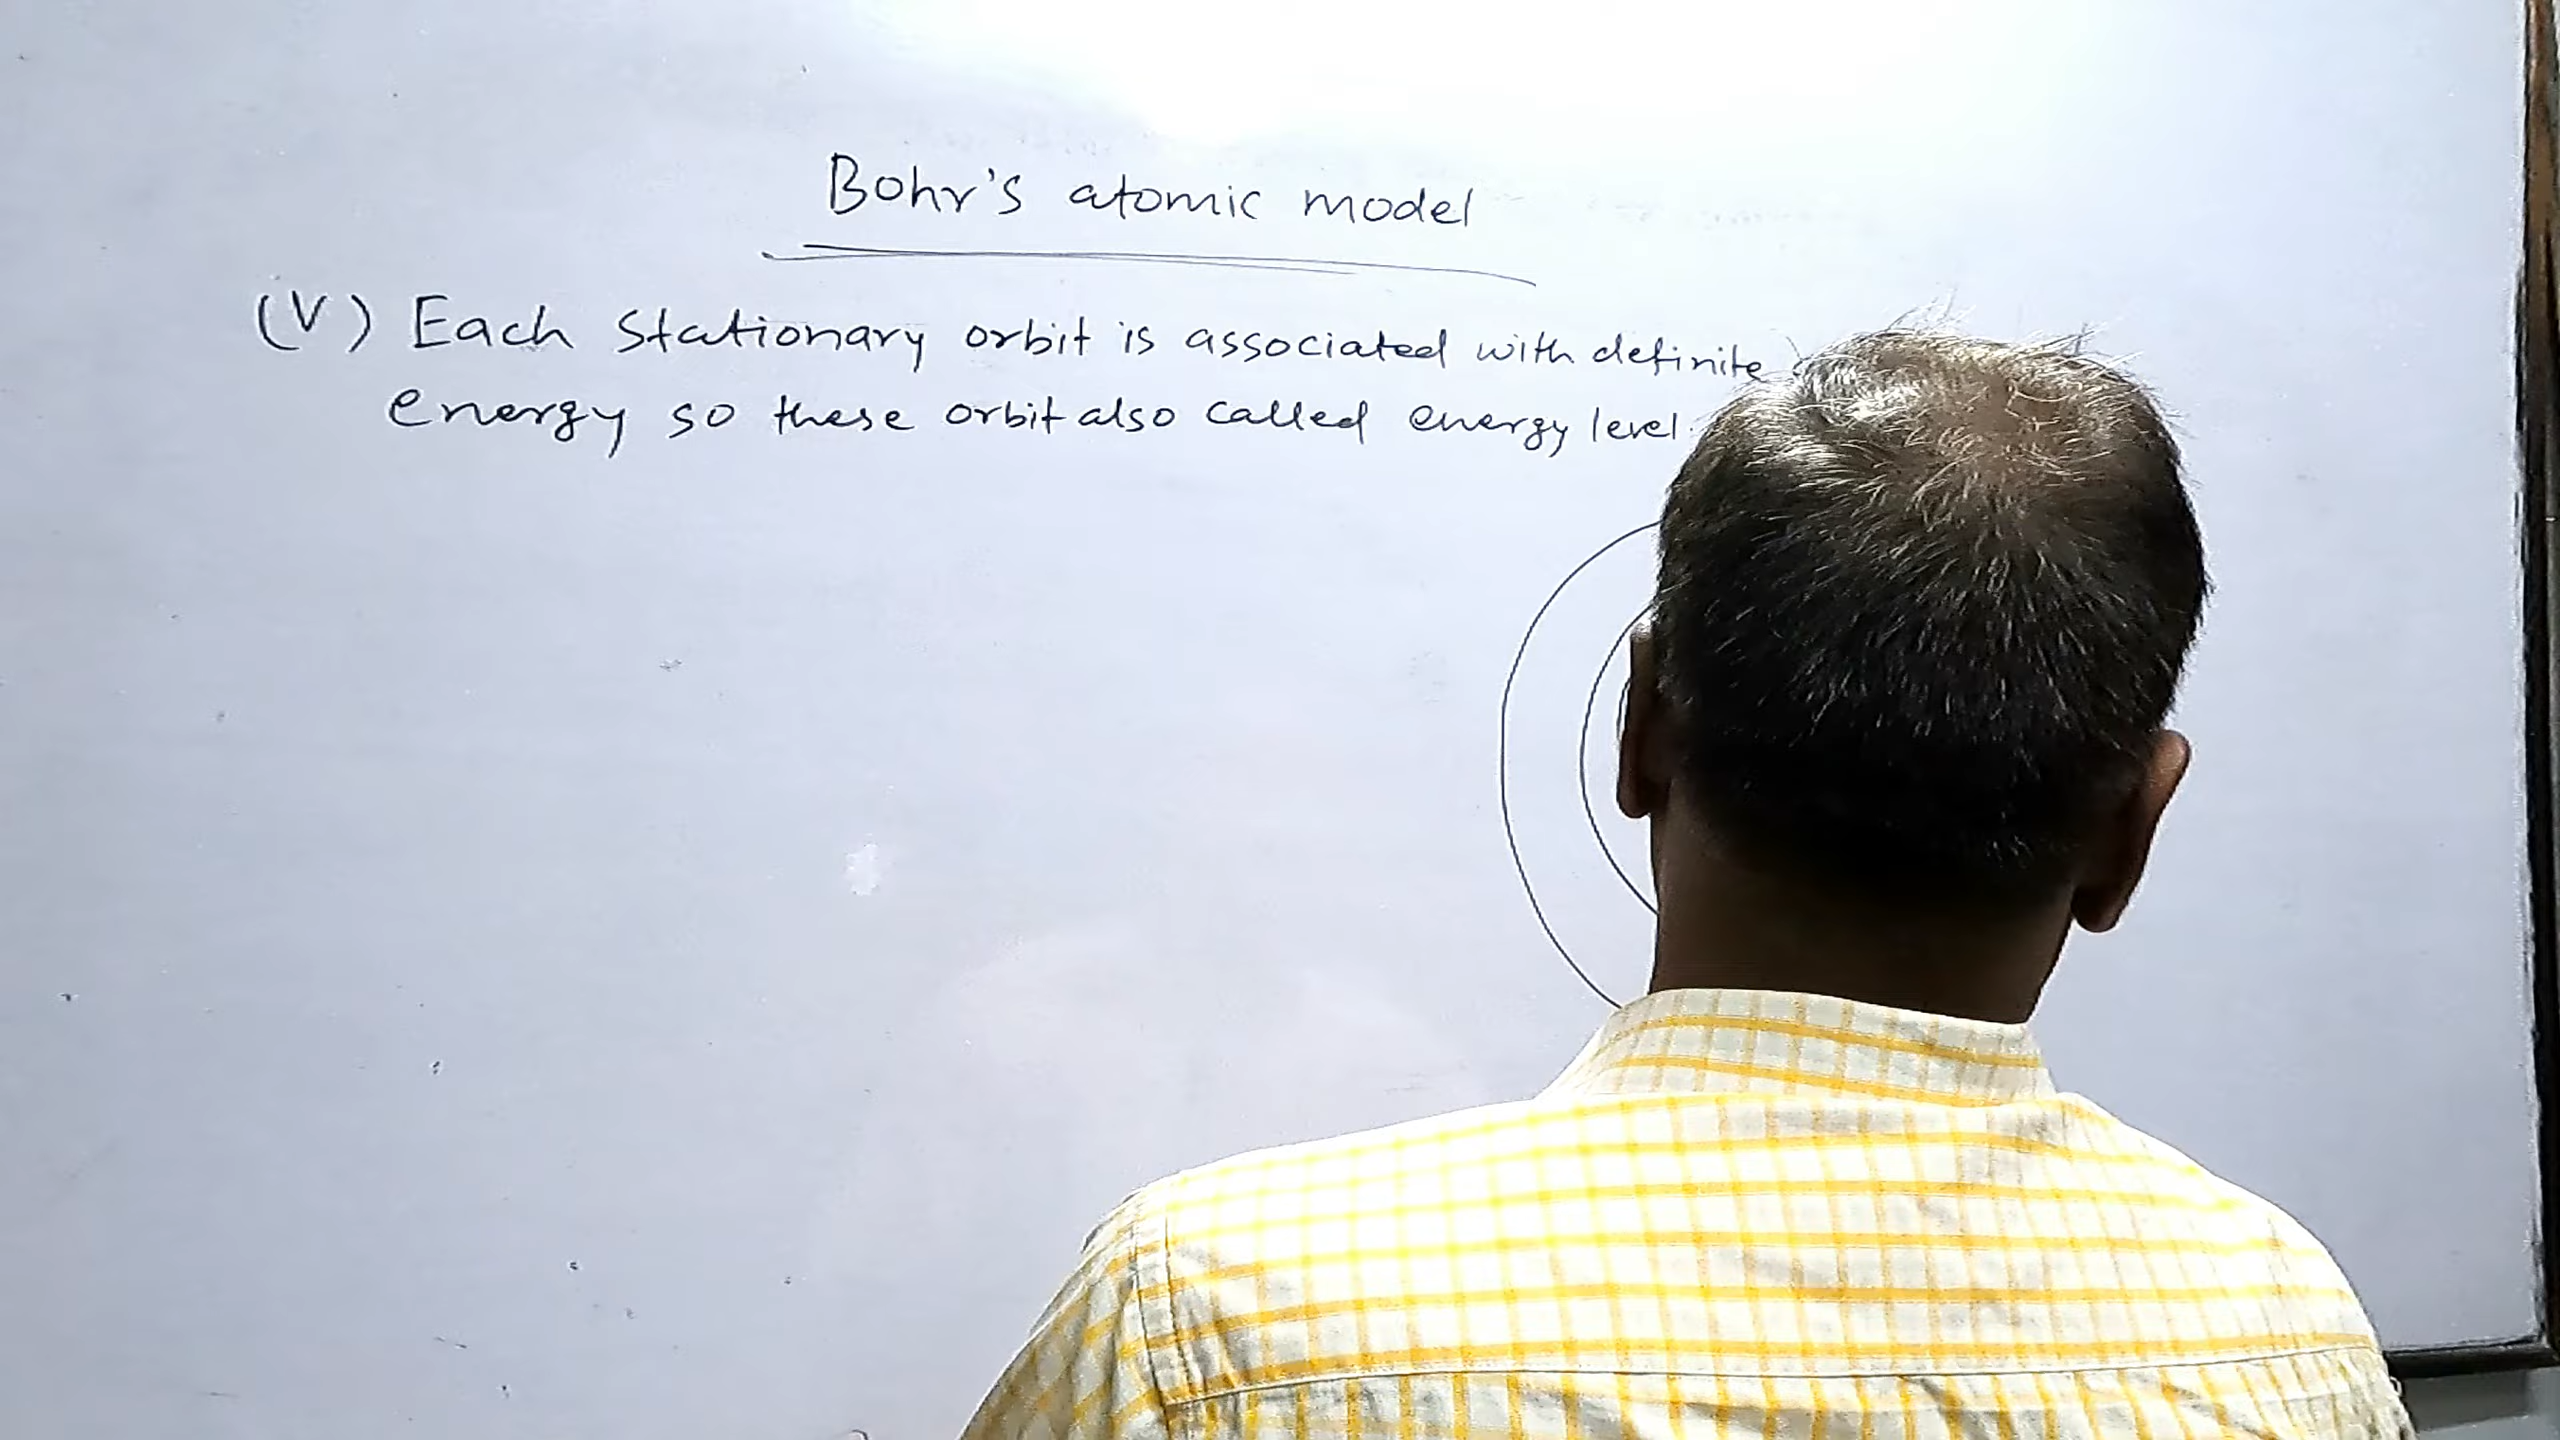 Bohr's atomic model
(V) Each Stationary orbit is associated with definite
energy so these orbit also called energy level.